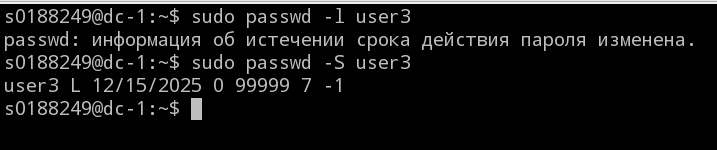 s0188249@dc-1:~$ sudo passwd -l user3
passwd: информация об истечении срока действия пароля изменена.
s0188249@dc-1:~$ sudo passwd -S user3
user3 L 12/15/2025 0 99999 7 -1
s0188249@dc-1:~$